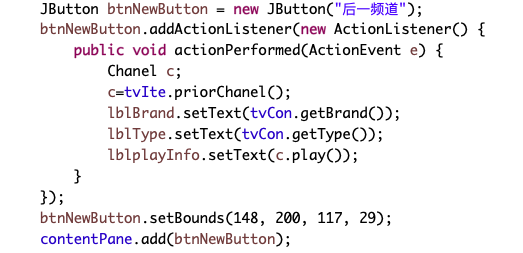 JButton btnNewButton = new JButton("后一频道");
btnNewButton.addActionListener(new ActionListener() {
public void actionPerformed(ActionEvent e) {
Chanel c;
c=tvIte.priorChanel();
lblBrand.setText(tvCon.getBrand());
lblType.setText(tvCon.getType());
lblplayInfo.setText(c.play());
}
});
btnNewButton.setBounds(148, 200, 117, 29);
contentPane.add(btnNewButton);